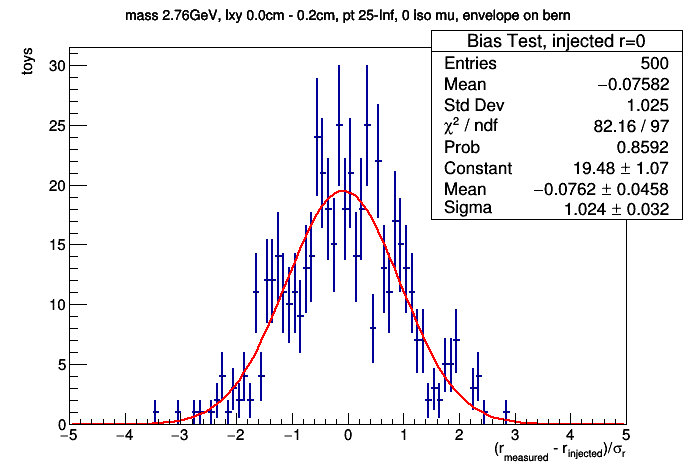 mass 2.76GeV, lxy 0.0cm - 0.2cm, pt 25-Inf, 0 Iso mu, envelope on bern
Bias Test, injected r=0
Entries 500
Mean −0.07582
Std Dev 1.025
χ² / ndf 82.16 / 97
Prob 0.8592
Constant 19.48 ± 1.07
Mean −0.0762 ± 0.0458
Sigma 1.024 ± 0.032
toys
30
25
20
15
10
5
0
−5 −4 −3 −2 −1 0 1 2 3 4 5
(r_measured - r_injected)/σ_r